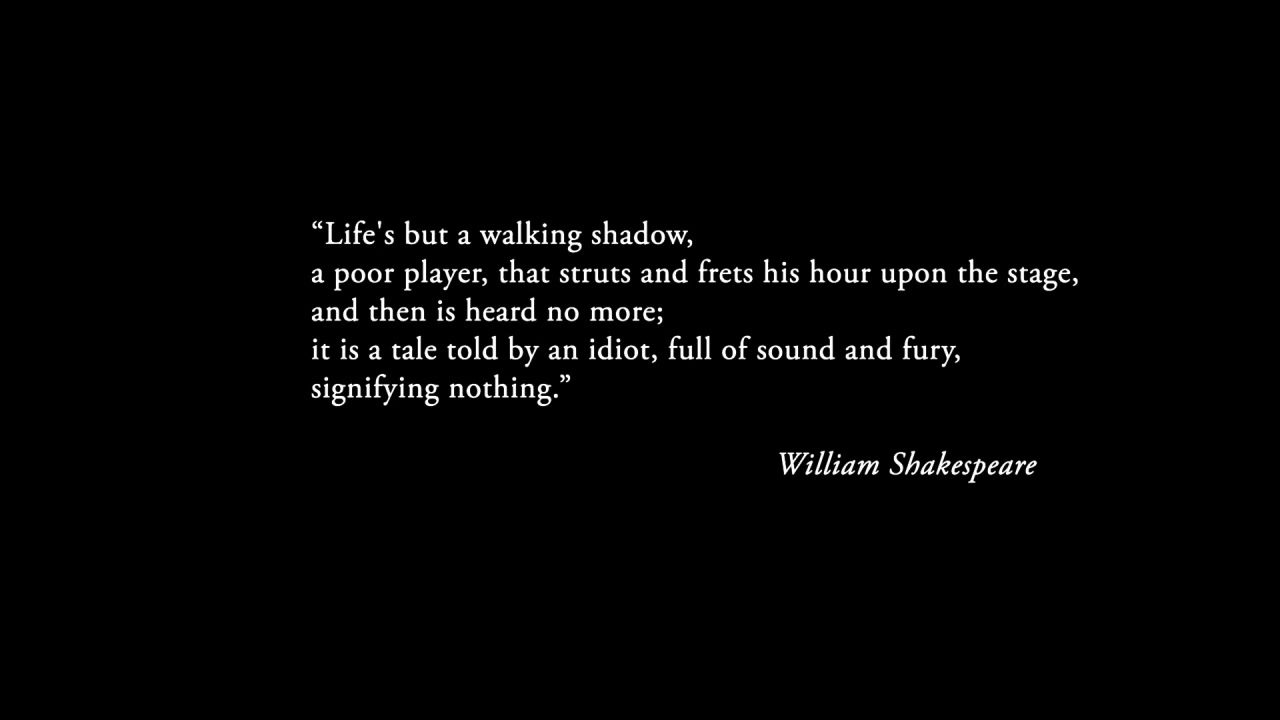 “Life's but a walking shadow,
a poor player, that struts and frets his hour upon the stage,
and then is heard no more;
it is a tale told by an idiot, full of sound and fury,
signifying nothing.”
William Shakespeare